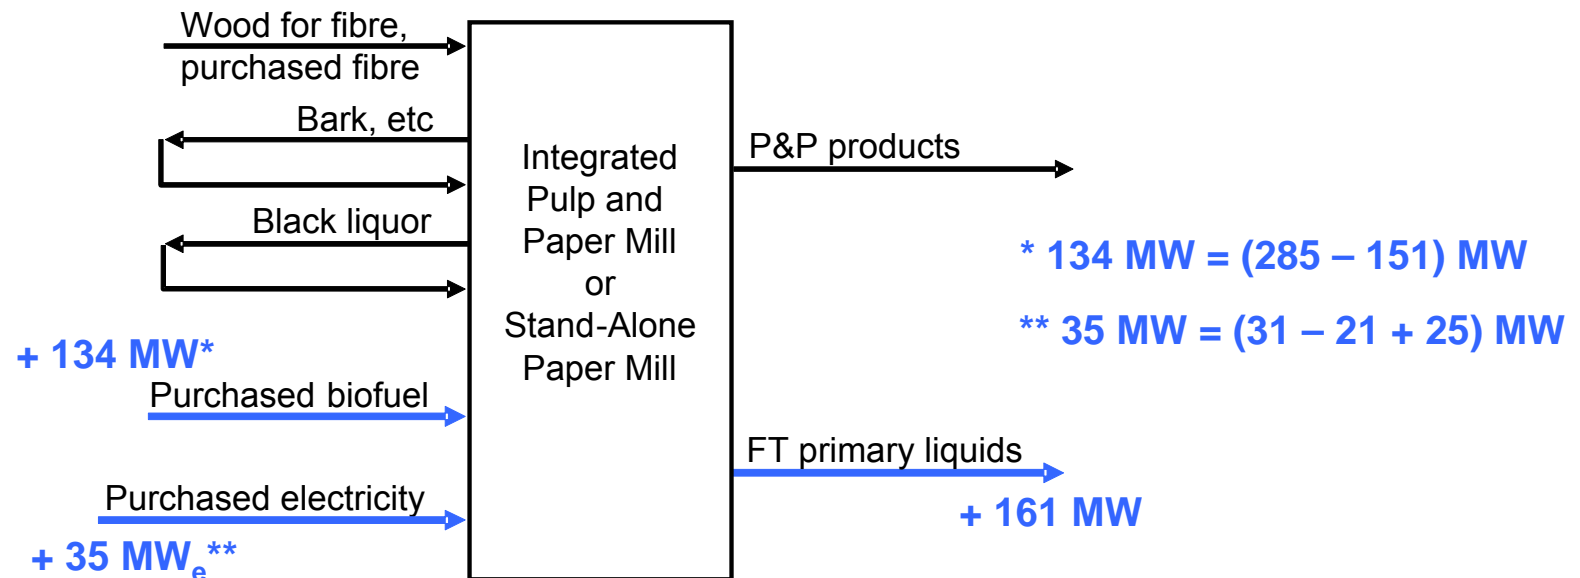 Wood for fibre,
purchased fibre
Bark, etc
Black liquor
+ 134 MW*
Purchased biofuel
Purchased electricity
+ 35 MWe**
Integrated
Pulp and
Paper Mill
or
Stand-Alone
Paper Mill
P&P products
* 134 MW = (285 – 151) MW
** 35 MW = (31 – 21 + 25) MW
FT primary liquids
+ 161 MW